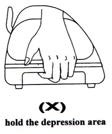 (×)
hold the depression area